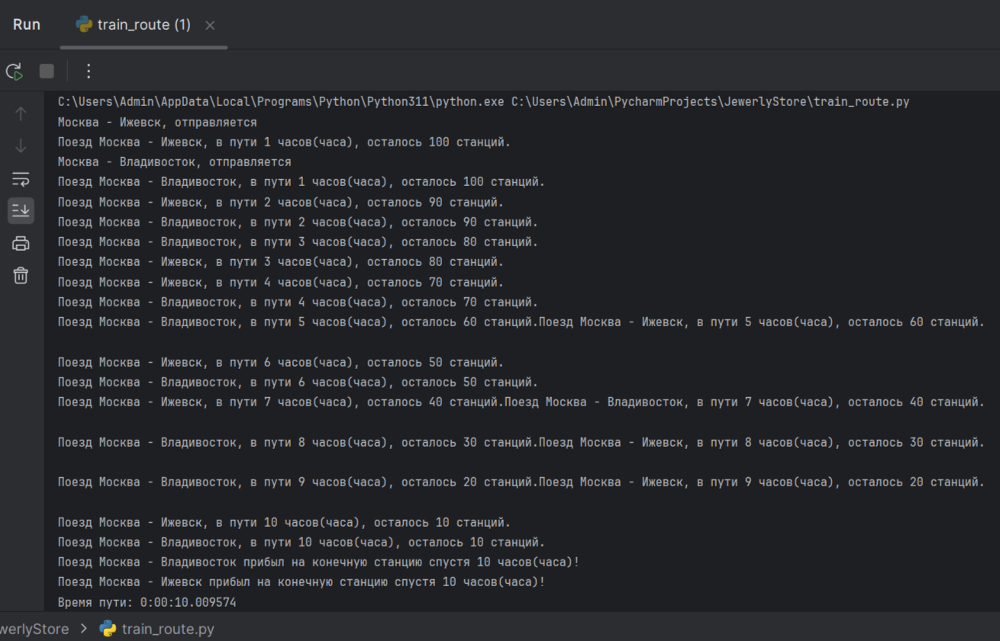 Run train_route (1)
C:\Users\Admin\AppData\Local\Programs\Python\Python311\python.exe C:\Users\Admin\PycharmProjects\JewerlyStore\train_route.py
Москва - Ижевск, отправляется
Поезд Москва - Ижевск, в пути 1 часов(часа), осталось 100 станций.
Москва - Владивосток, отправляется
Поезд Москва - Владивосток, в пути 1 часов(часа), осталось 100 станций.
Поезд Москва - Ижевск, в пути 2 часов(часа), осталось 90 станций.
Поезд Москва - Владивосток, в пути 2 часов(часа), осталось 90 станций.
Поезд Москва - Владивосток, в пути 3 часов(часа), осталось 80 станций.
Поезд Москва - Ижевск, в пути 3 часов(часа), осталось 80 станций.
Поезд Москва - Ижевск, в пути 4 часов(часа), осталось 70 станций.
Поезд Москва - Владивосток, в пути 4 часов(часа), осталось 70 станций.
Поезд Москва - Владивосток, в пути 5 часов(часа), осталось 60 станций.Поезд Москва - Ижевск, в пути 5 часов(часа), осталось 60 станций.
Поезд Москва - Ижевск, в пути 6 часов(часа), осталось 50 станций.
Поезд Москва - Владивосток, в пути 6 часов(часа), осталось 50 станций.
Поезд Москва - Ижевск, в пути 7 часов(часа), осталось 40 станций.Поезд Москва - Владивосток, в пути 7 часов(часа), осталось 40 станций.
Поезд Москва - Владивосток, в пути 8 часов(часа), осталось 30 станций.Поезд Москва - Ижевск, в пути 8 часов(часа), осталось 30 станций.
Поезд Москва - Владивосток, в пути 9 часов(часа), осталось 20 станций.Поезд Москва - Ижевск, в пути 9 часов(часа), осталось 20 станций.
Поезд Москва - Ижевск, в пути 10 часов(часа), осталось 10 станций.
Поезд Москва - Владивосток, в пути 10 часов(часа), осталось 10 станций.
Поезд Москва - Владивосток прибыл на конечную станцию спустя 10 часов(часа)!
Поезд Москва - Ижевск прибыл на конечную станцию спустя 10 часов(часа)!
Время пути: 0:00:10.009574
werlyStore > train_route.py